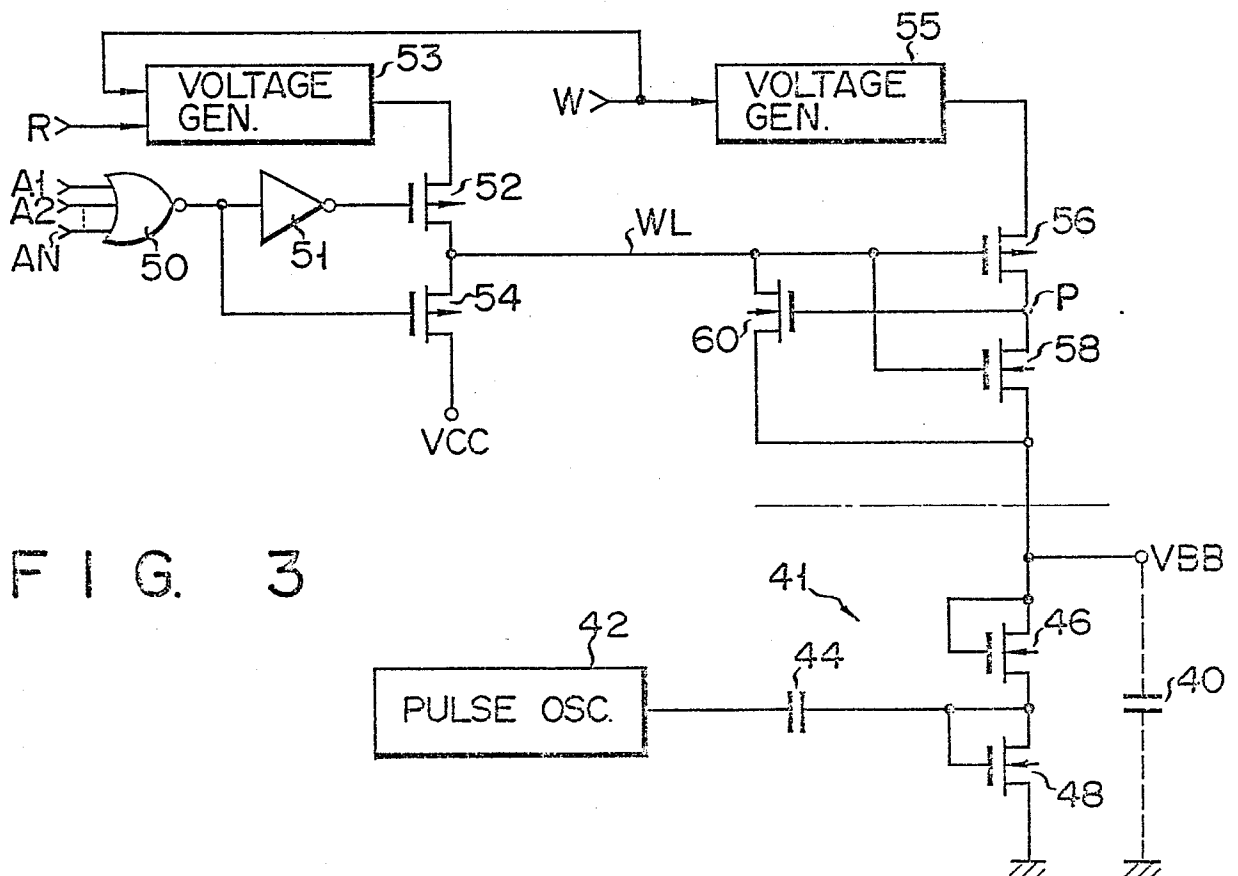 55
53
VOLTAGE
GEN.
VOLTAGE
GEN.
W
R
A1
A2
AN
50
51
52
WL
56
54
P
60
58
VCC
FIG. 3
VBB
41
42
44
46
40
PULSE OSC.
48